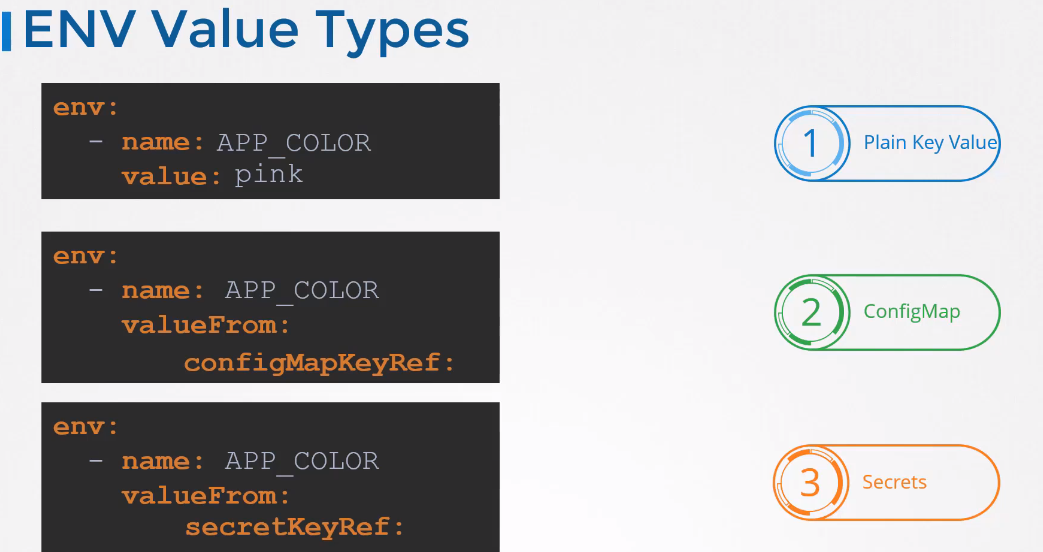 ENV Value Types
env:
- name: APP_COLOR
value: pink
1 Plain Key Value
env:
- name: APP_COLOR
valueFrom:
configMapKeyRef:
2 ConfigMap
env:
- name: APP_COLOR
valueFrom:
secretKeyRef:
3 Secrets